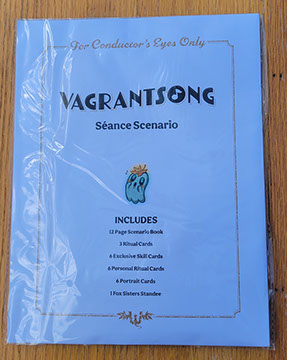 For Conductor's Eyes Only
VAGRANTSONG
Séance Scenario
INCLUDES
12 Page Scenario Book
3 Ritual Cards
6 Exclusive Skill Cards
6 Personal Ritual Cards
6 Portrait Cards
1 Fox Sisters Standee